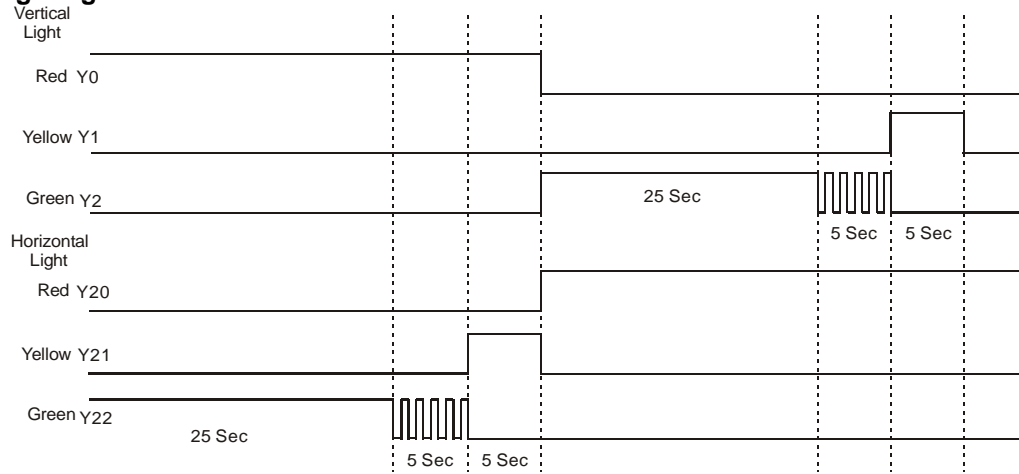 Vertical
Light
Red Y0
Yellow Y1
Green Y2
25 Sec
5 Sec 5 Sec
Horizontal
Light
Red Y20
Yellow Y21
Green Y22
25 Sec
5 Sec 5 Sec